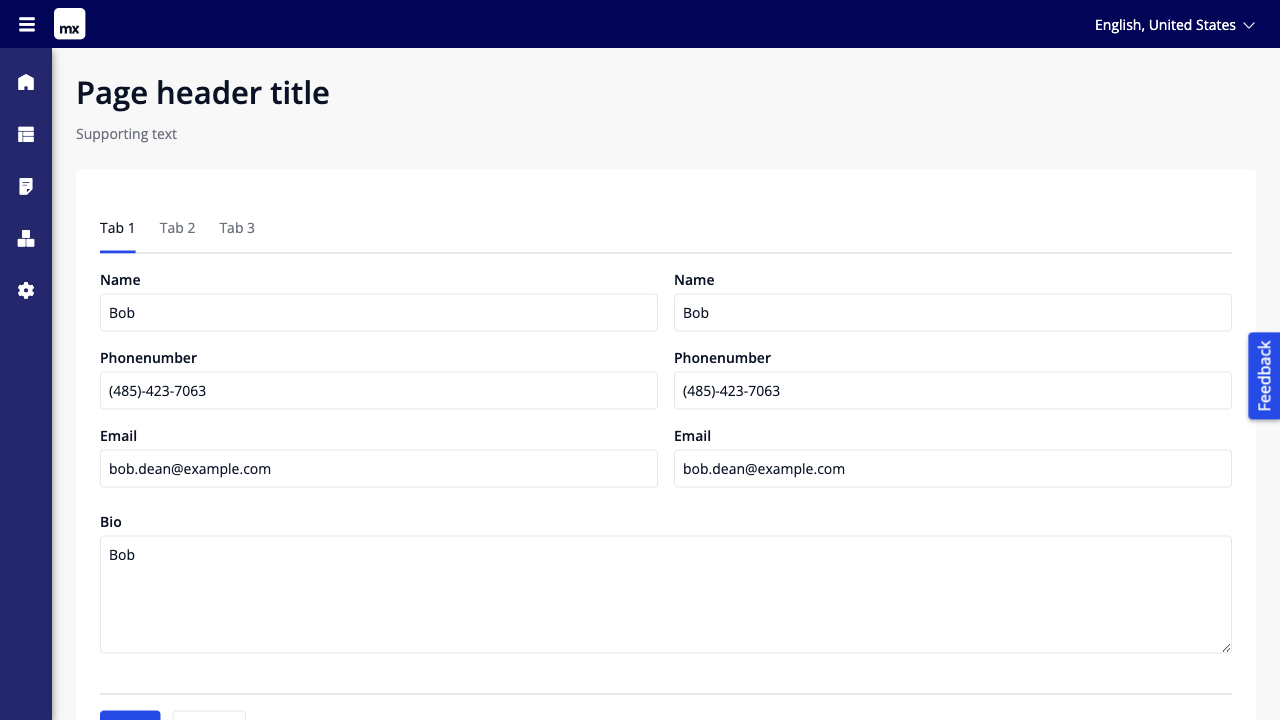 mx
English, United States
Page header title
Supporting text
Tab 1 Tab 2 Tab 3
Name Name
Bob Bob
Phonenumber Phonenumber
(485)-423-7063 (485)-423-7063
Email Email
bob.dean@example.com bob.dean@example.com
Bio
Bob
Feedback